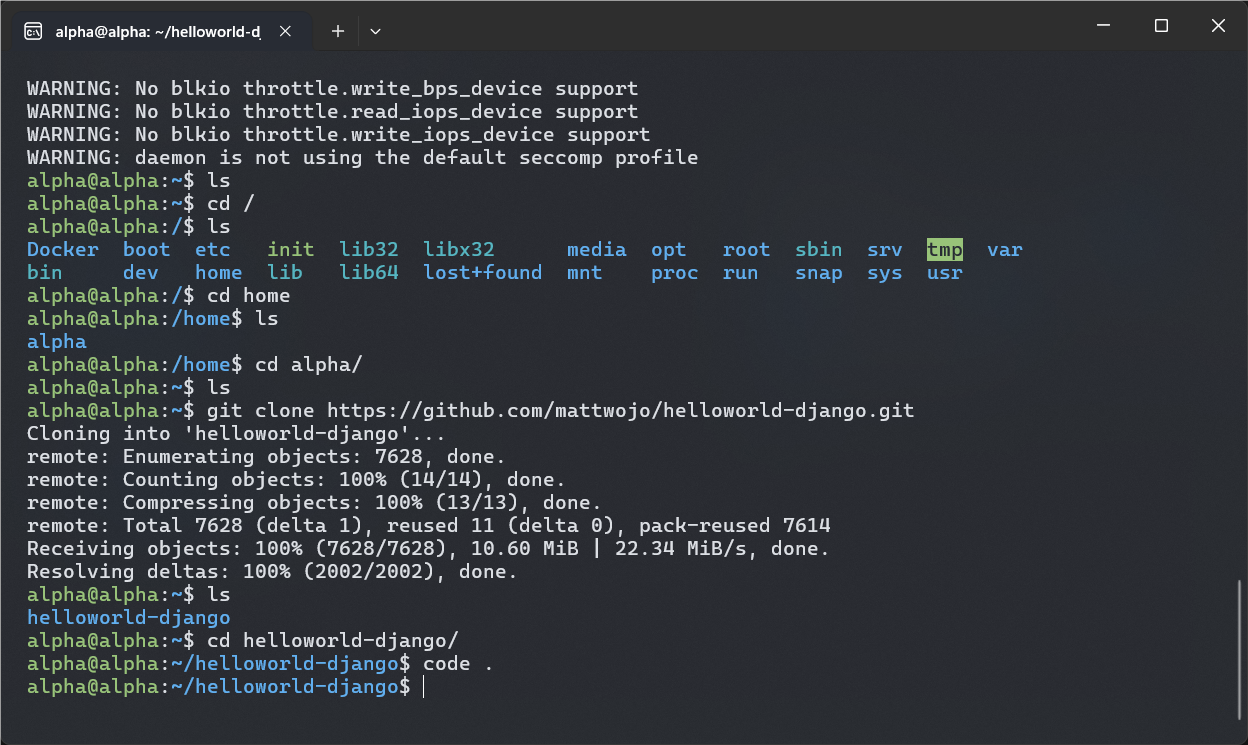 alpha@alpha: ~/helloworld-dj
WARNING: No blkio throttle.write_bps_device support
WARNING: No blkio throttle.read_iops_device support
WARNING: No blkio throttle.write_iops_device support
WARNING: daemon is not using the default seccomp profile
alpha@alpha:~$ ls
alpha@alpha:~$ cd /
alpha@alpha:/$ ls
Docker boot etc init lib32 libx32 media opt root sbin srv tmp var
bin dev home lib lib64 lost+found mnt proc run snap sys usr
alpha@alpha:/$ cd home
alpha@alpha:/home$ ls
alpha
alpha@alpha:/home$ cd alpha/
alpha@alpha:~$ ls
alpha@alpha:~$ git clone https://github.com/mattwojo/helloworld-django.git
Cloning into 'helloworld-django'...
remote: Enumerating objects: 7628, done.
remote: Counting objects: 100% (14/14), done.
remote: Compressing objects: 100% (13/13), done.
remote: Total 7628 (delta 1), reused 11 (delta 0), pack-reused 7614
Receiving objects: 100% (7628/7628), 10.60 MiB | 22.34 MiB/s, done.
Resolving deltas: 100% (2002/2002), done.
alpha@alpha:~$ ls
helloworld-django
alpha@alpha:~$ cd helloworld-django/
alpha@alpha:~/helloworld-django$ code .
alpha@alpha:~/helloworld-django$